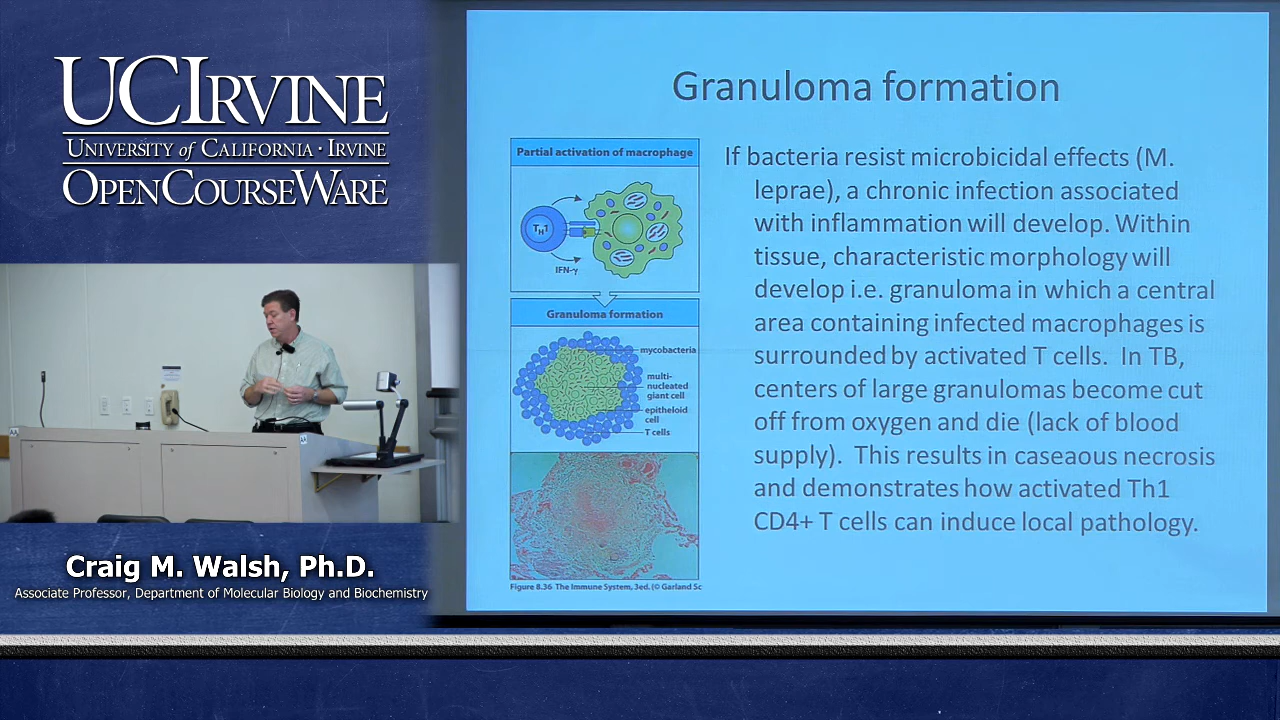 UCIRVINE
UNIVERSITY of CALIFORNIA · IRVINE
OPENCOURSEWARE
Craig M. Walsh, Ph.D.
Associate Professor, Department of Molecular Biology and Biochemistry
Granuloma formation
Partial activation of macrophage
TH1
IFN-γ
Granuloma formation
mycobacteria
multi-
nucleated
giant cell
epitheloid
cell
T cells
Figure 8.36 The Immune System, 3ed. (© Garland Sc
If bacteria resist microbicidal effects (M.
leprae), a chronic infection associated
with inflammation will develop. Within
tissue, characteristic morphology will
develop i.e. granuloma in which a central
area containing infected macrophages is
surrounded by activated T cells. In TB,
centers of large granulomas become cut
off from oxygen and die (lack of blood
supply). This results in caseaous necrosis
and demonstrates how activated Th1
CD4+ T cells can induce local pathology.